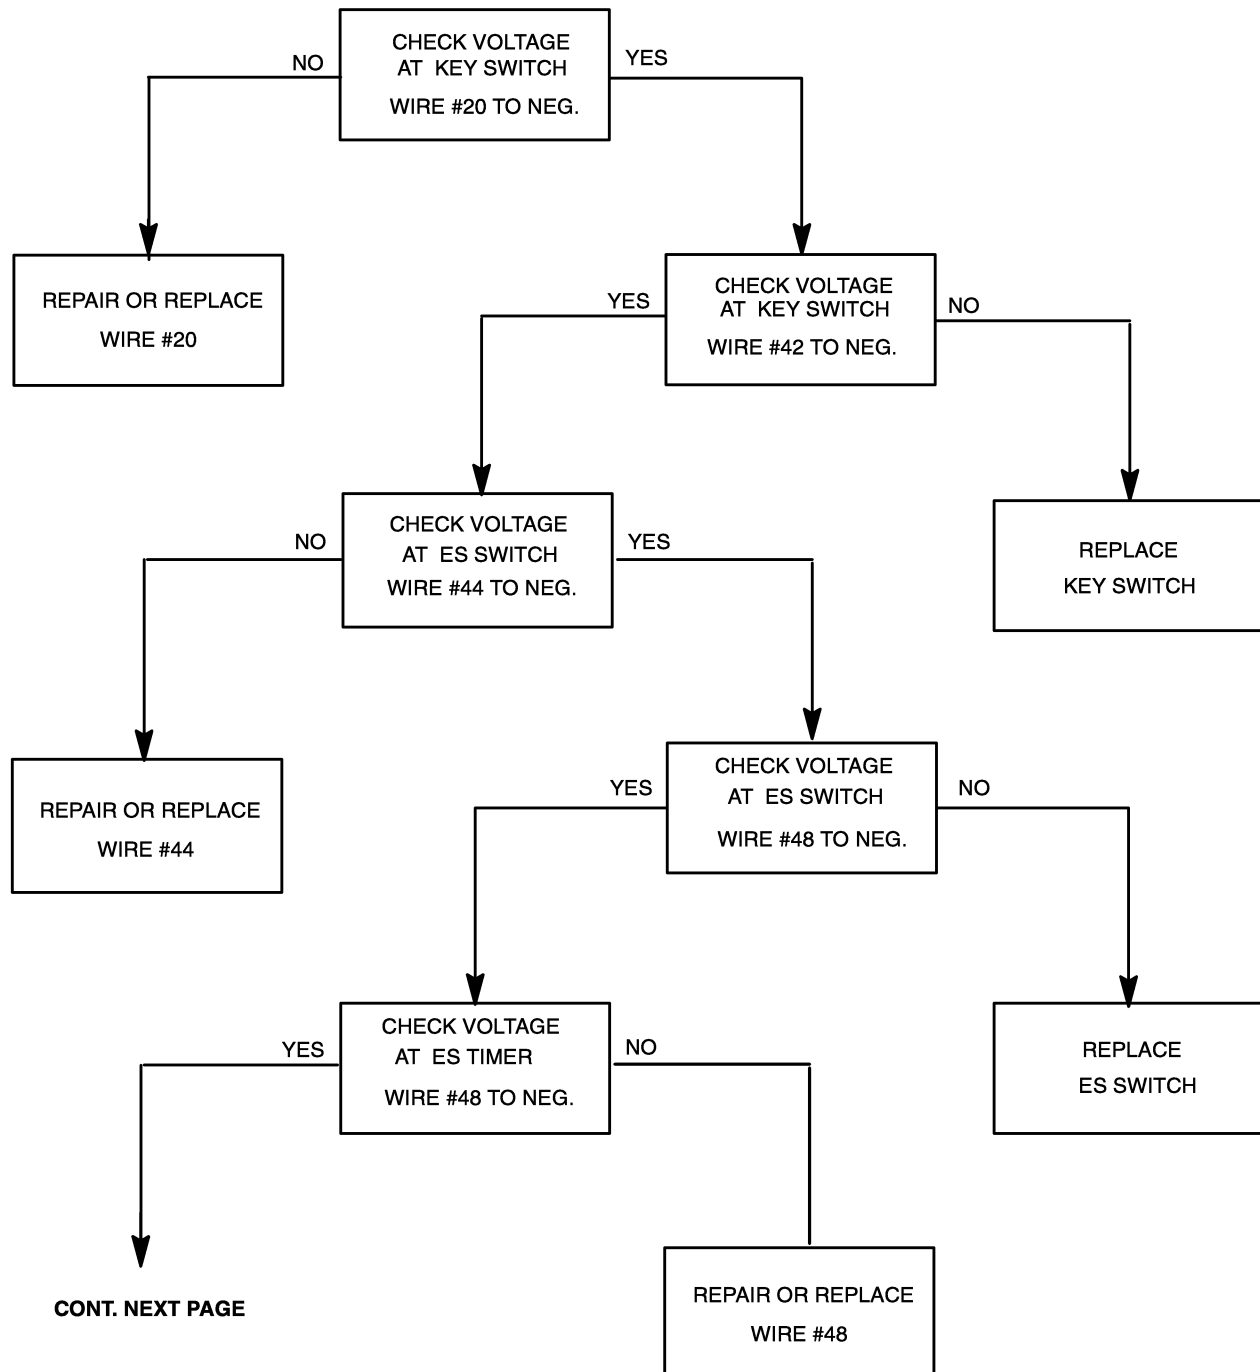 CHECK VOLTAGE
AT KEY SWITCH
WIRE #20 TO NEG.
NO
YES
REPAIR OR REPLACE
WIRE #20
CHECK VOLTAGE
AT KEY SWITCH
WIRE #42 TO NEG.
YES
NO
CHECK VOLTAGE
AT ES SWITCH
WIRE #44 TO NEG.
NO
YES
REPLACE
KEY SWITCH
REPAIR OR REPLACE
WIRE #44
CHECK VOLTAGE
AT ES SWITCH
WIRE #48 TO NEG.
YES
NO
CHECK VOLTAGE
AT ES TIMER
WIRE #48 TO NEG.
YES
NO
REPLACE
ES SWITCH
CONT. NEXT PAGE
REPAIR OR REPLACE
WIRE #48